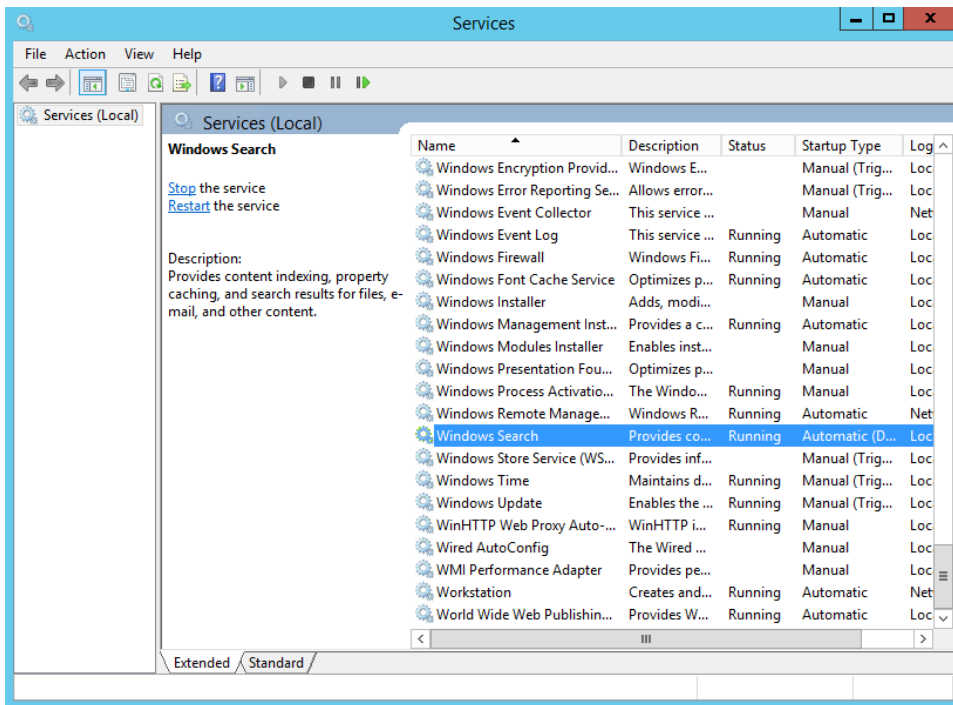 Services
File Action View Help
Services (Local)
Services (Local)
Windows Search
Stop the service
Restart the service
Description:
Provides content indexing, property
caching, and search results for files, e-
mail, and other content.
Name Description Status Startup Type Log
Windows Encryption Provid... Windows E... Manual (Trig... Loc
Windows Error Reporting Se... Allows error... Manual (Trig... Loc
Windows Event Collector This service ... Manual Net
Windows Event Log This service ... Running Automatic Loc
Windows Firewall Windows Fi... Running Automatic Loc
Windows Font Cache Service Optimizes p... Running Automatic Loc
Windows Installer Adds, modi... Manual Loc
Windows Management Inst... Provides a c... Running Automatic Loc
Windows Modules Installer Enables inst... Manual Loc
Windows Presentation Fou... Optimizes p... Manual Loc
Windows Process Activatio... The Windo... Running Manual Loc
Windows Remote Manage... Windows R... Running Automatic Net
Windows Search Provides co... Running Automatic (D... Loc
Windows Store Service (WS... Provides inf... Manual (Trig... Loc
Windows Time Maintains d... Running Manual (Trig... Loc
Windows Update Enables the ... Running Manual (Trig... Loc
WinHTTP Web Proxy Auto-... WinHTTP i... Running Manual Loc
Wired AutoConfig The Wired ... Manual Loc
WMI Performance Adapter Provides pe... Manual Loc
Workstation Creates and... Running Automatic Net
World Wide Web Publishin... Provides W... Running Automatic Loc
Extended Standard